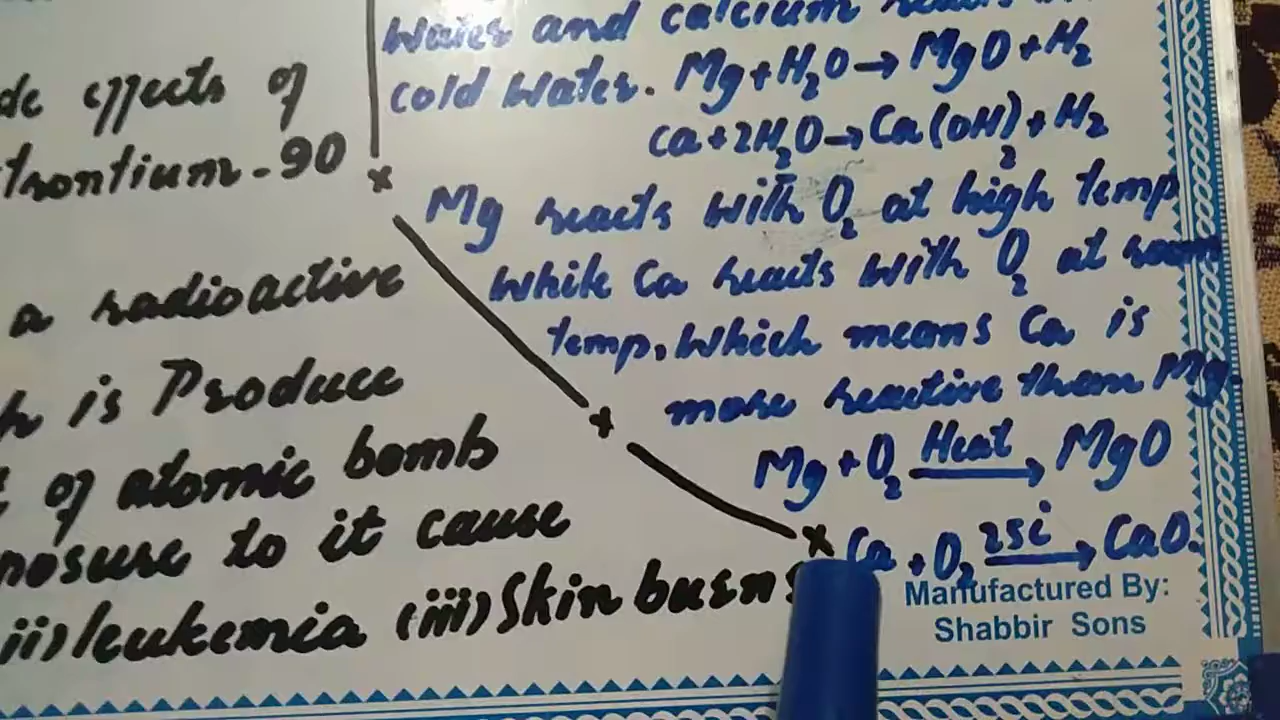 effects of
trontium-90
a radioactive
is Produce
of atomic bomb
posure to it cause
ii) leukemia (iii) Skin burns
water and calcium reacts
cold water. Mg+H₂O→MgO+H₂
Ca+2H₂O→Ca(OH)₂+H₂
Mg reacts with O₂ at high temp
while Ca reacts with O₂ at room
temp, which means Ca is
more reactive than Mg.
Mg+O₂ Heat→ MgO
Ca+O₂ →CaO.
Manufactured By:
Shabbir Sons